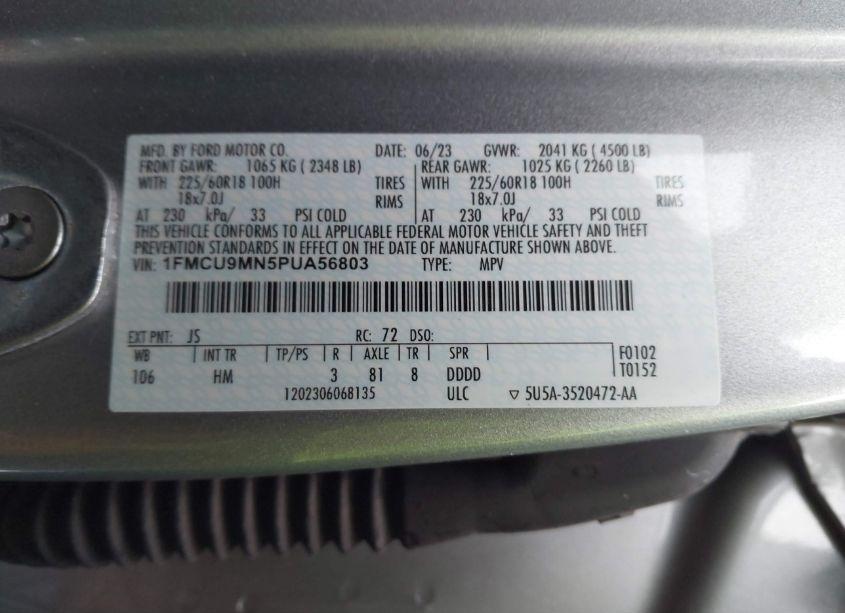 MFD. BY FORD MOTOR CO. DATE: 06/23 GVWR: 2041 KG ( 4500 LB)
FRONT GAWR: 1065 KG ( 2348 LB) REAR GAWR: 1025 KG ( 2260 LB)
WITH 225/60R18 100H TIRES WITH 225/60R18 100H TIRES
18x7.0J RIMS 18x7.0J RIMS
AT 230 kPa/ 33 PSI COLD AT 230 kPa/ 33 PSI COLD
THIS VEHICLE CONFORMS TO ALL APPLICABLE FEDERAL MOTOR VEHICLE SAFETY AND THEFT
PREVENTION STANDARDS IN EFFECT ON THE DATE OF MANUFACTURE SHOWN ABOVE.
VIN: 1FMCU9MN5PUA56803 TYPE: MPV
EXT PNT: JS RC: 72 DSO:
WB INT TR TP/PS R AXLE TR SPR F0102
106 HM 3 81 8 DDDD T0152
1202306068135 ULC ▽ 5U5A-3520472-AA